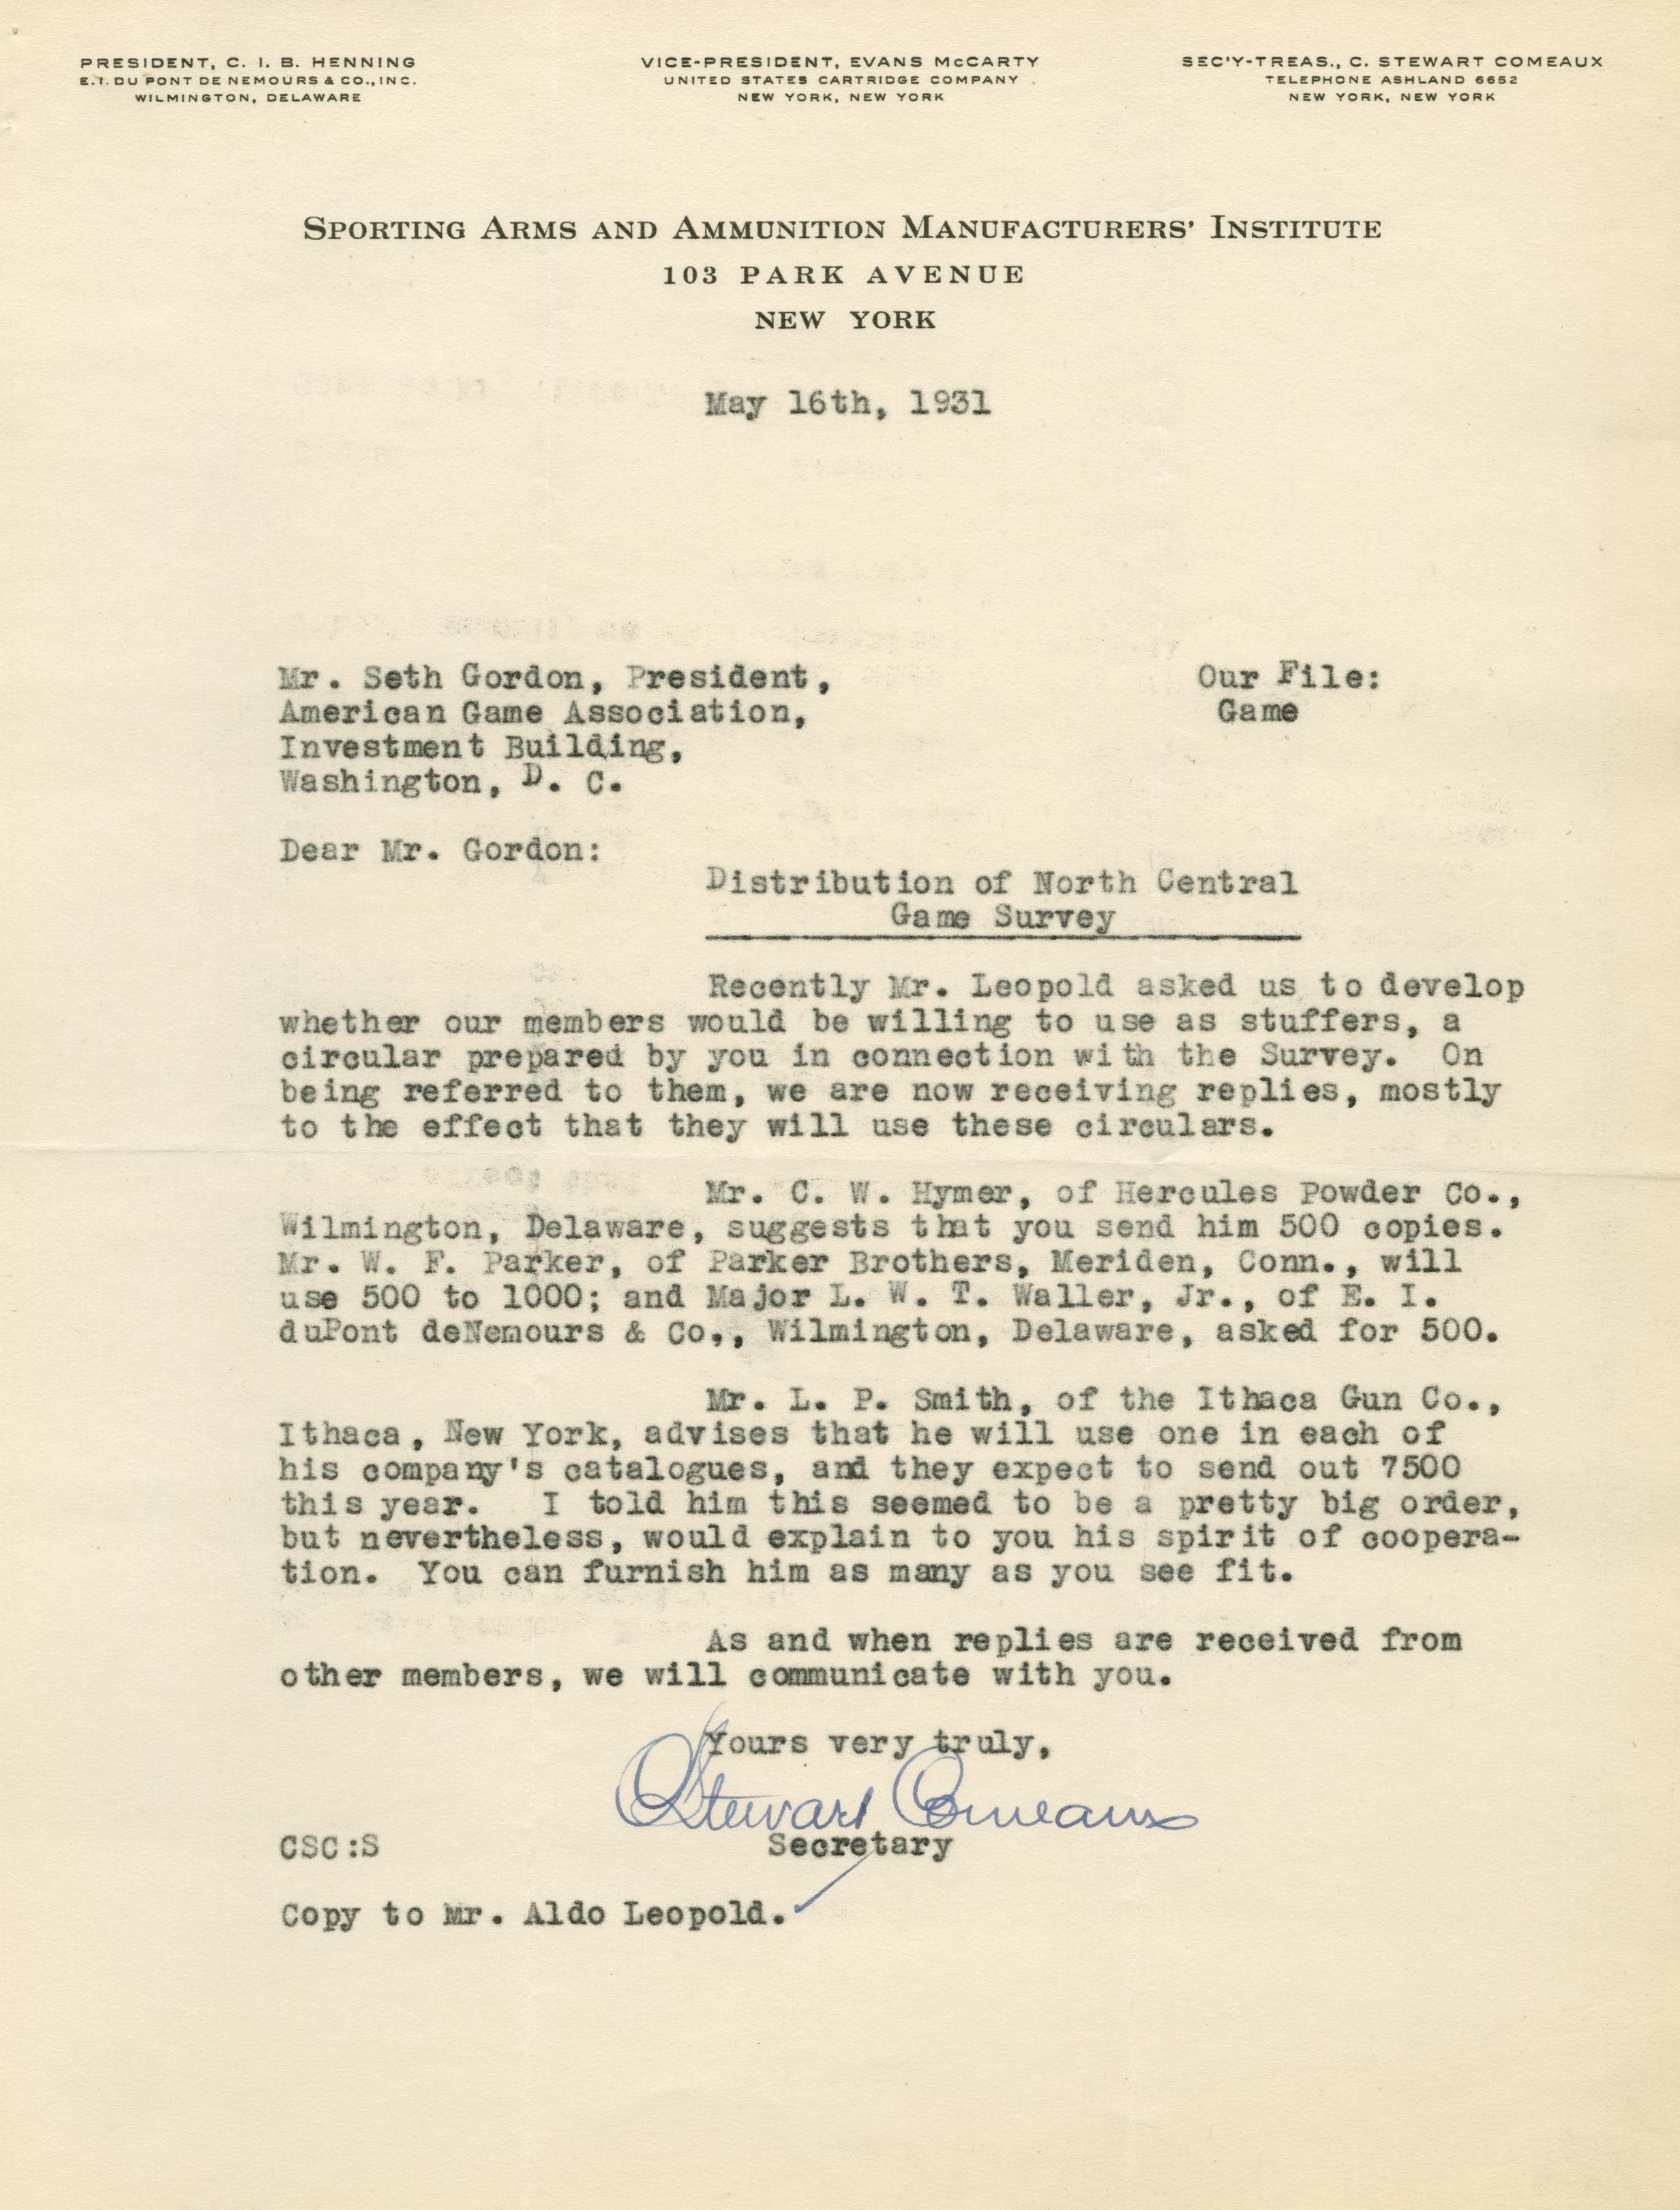 PRESIDENT, C. I. B. HENNING
E. I. DU PONT DE NEMOURS & CO., INC.
WILMINGTON, DELAWARE
VICE-PRESIDENT, EVANS McCARTY
UNITED STATES CARTRIDGE COMPANY
NEW YORK, NEW YORK
SEC'Y-TREAS., C. STEWART COMEAUX
TELEPHONE ASHLAND 6652
NEW YORK, NEW YORK
SPORTING ARMS AND AMMUNITION MANUFACTURERS' INSTITUTE
103 PARK AVENUE
NEW YORK
May 16th, 1931
Mr. Seth Gordon, President,
American Game Association,
Investment Building,
Washington, D. C.
Our File:
Game
Dear Mr. Gordon:
Distribution of North Central
Game Survey
Recently Mr. Leopold asked us to develop
whether our members would be willing to use as stuffers, a
circular prepared by you in connection with the Survey. On
being referred to them, we are now receiving replies, mostly
to the effect that they will use these circulars.
Mr. C. W. Hymer, of Hercules Powder Co.,
Wilmington, Delaware, suggests that you send him 500 copies.
Mr. W. F. Parker, of Parker Brothers, Meriden, Conn., will
use 500 to 1000; and Major L. W. T. Waller, Jr., of E. I.
duPont deNemours & Co., Wilmington, Delaware, asked for 500.
Mr. L. P. Smith, of the Ithaca Gun Co.,
Ithaca, New York, advises that he will use one in each of
his company's catalogues, and they expect to send out 7500
this year. I told him this seemed to be a pretty big order,
but nevertheless, would explain to you his spirit of coopera-
tion. You can furnish him as many as you see fit.
As and when replies are received from
other members, we will communicate with you.
Yours very truly,
C Stewart Comeaux
Secretary
CSC:S
Copy to Mr. Aldo Leopold.